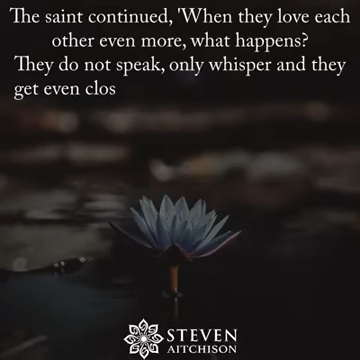 The saint continued, 'When they love each
other even more, what happens?
They do not speak, only whisper and they
get even clos
STEVEN
AITCHISON